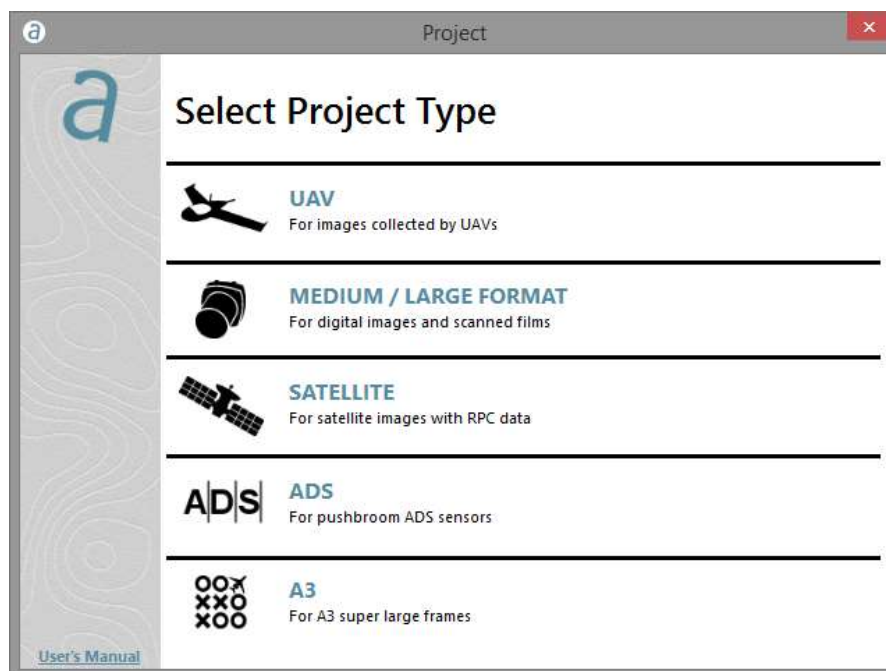 a
Project
a
Select Project Type
UAV
For images collected by UAVs
MEDIUM / LARGE FORMAT
For digital images and scanned films
SATELLITE
For satellite images with RPC data
A|D|S|
ADS
For pushbroom ADS sensors
A3
For A3 super large frames
User's Manual